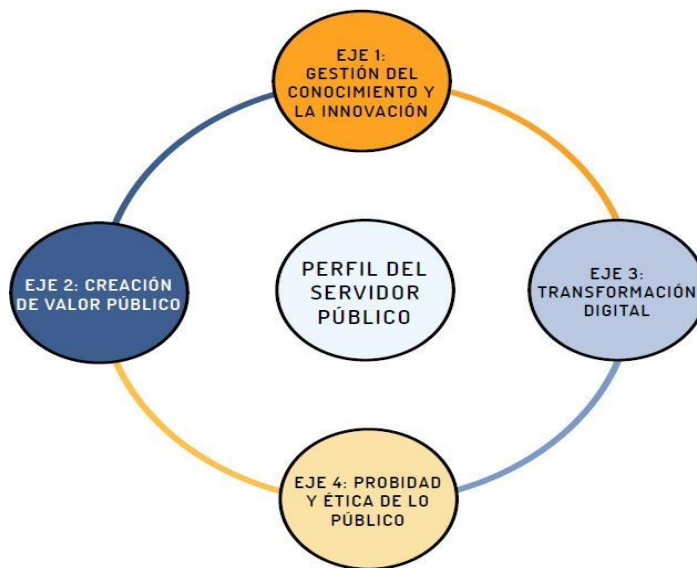 EJE 1:
GESTIÓN DEL
CONOCIMIENTO Y
LA INNOVACIÓN
EJE 2: CREACIÓN
DE VALOR PÚBLICO
PERFIL DEL
SERVIDOR
PÚBLICO
EJE 3:
TRANSFORMACIÓN
DIGITAL
EJE 4: PROBIDAD
Y ÉTICA DE LO
PÚBLICO